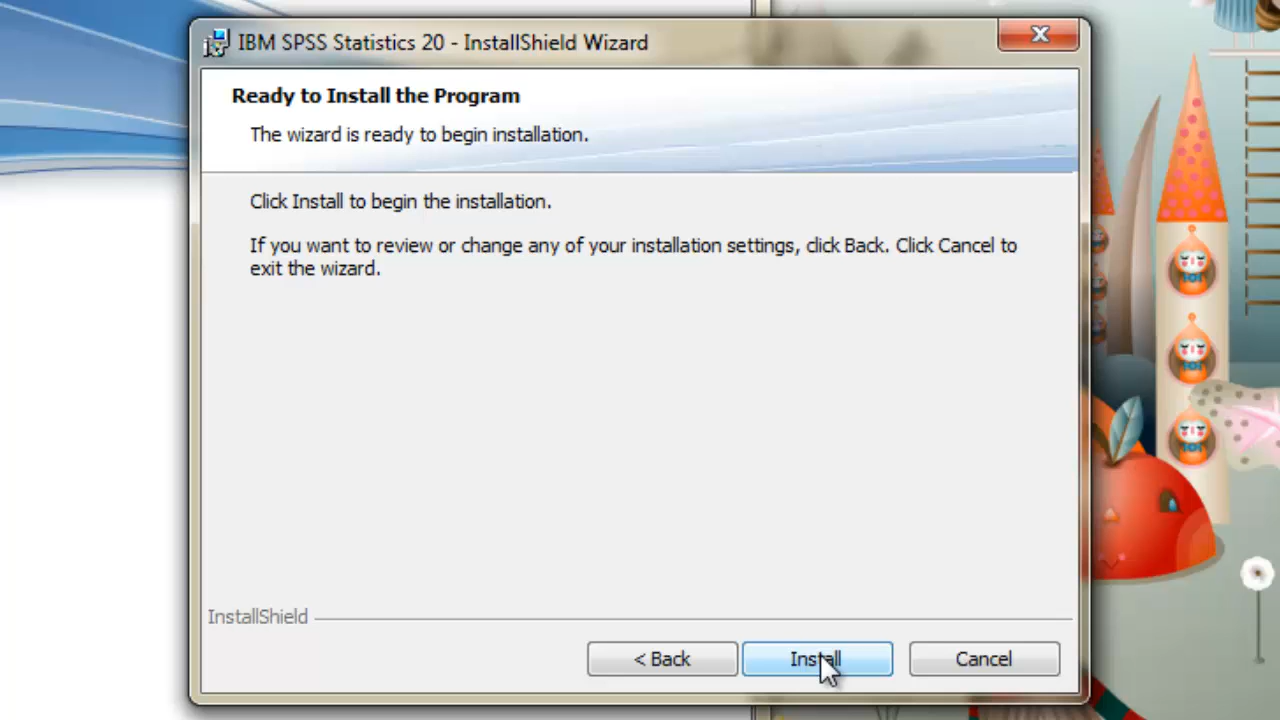 IBM SPSS Statistics 20 - InstallShield Wizard
Ready to Install the Program
The wizard is ready to begin installation.
Click Install to begin the installation.
If you want to review or change any of your installation settings, click Back. Click Cancel to
exit the wizard.
InstallShield
< Back
Install
Cancel